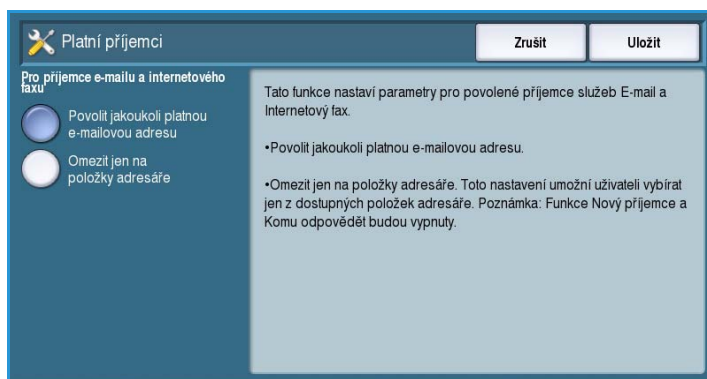 Platní příjemci
Zrušit
Uložit
Pro příjemce e-mailu a internetového
faxu
Povolit jakoukoli platnou
e-mailovou adresu
Omezit jen na
položky adresáře
Tato funkce nastaví parametry pro povolené příjemce služeb E-mail a
Internetový fax.
•Povolit jakoukoli platnou e-mailovou adresu.
•Omezit jen na položky adresáře. Toto nastavení umožní uživateli vybírat
jen z dostupných položek adresáře. Poznámka: Funkce Nový příjemce a
Komu odpovědět budou vypnuty.